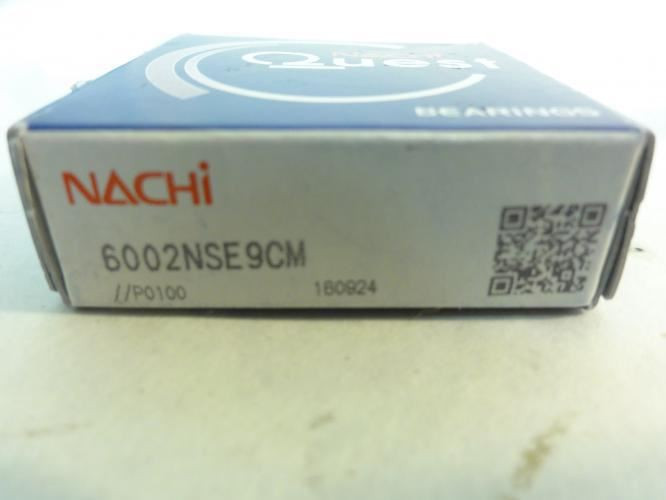 Quest
BEARINGS
NACHi
6002NSE9CM
//P0100 160924